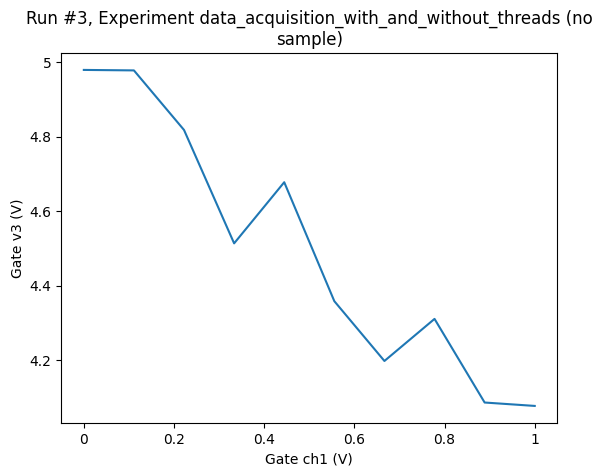 Run #3, Experiment data_acquisition_with_and_without_threads (no
sample)
5
4.8
4.6
4.4
4.2
Gate v3 (V)
0
0.2
0.4
0.6
0.8
1
Gate ch1 (V)